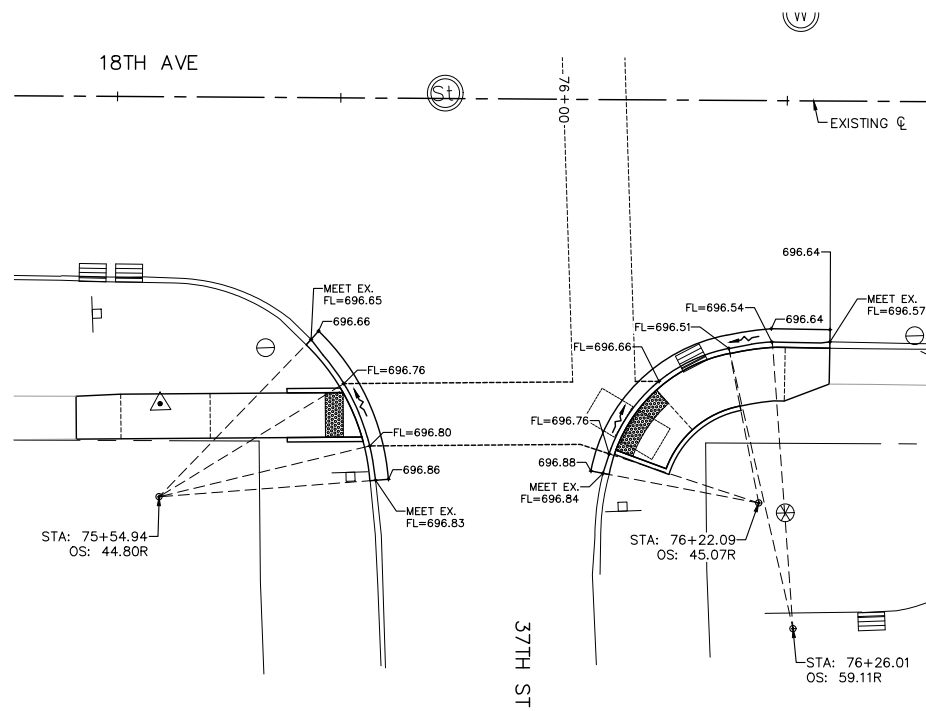 W
18TH AVE
St
76+00
EXISTING ℄
696.64
MEET EX.
FL=696.65
MEET EX.
FL=696.57
696.66
FL=696.54
696.64
FL=696.51
FL=696.66
FL=696.76
FL=696.76
FL=696.80
696.86
696.88
MEET EX.
FL=696.84
MEET EX.
FL=696.83
STA: 75+54.94
OS: 44.80R
STA: 76+22.09
OS: 45.07R
37TH ST
STA: 76+26.01
OS: 59.11R